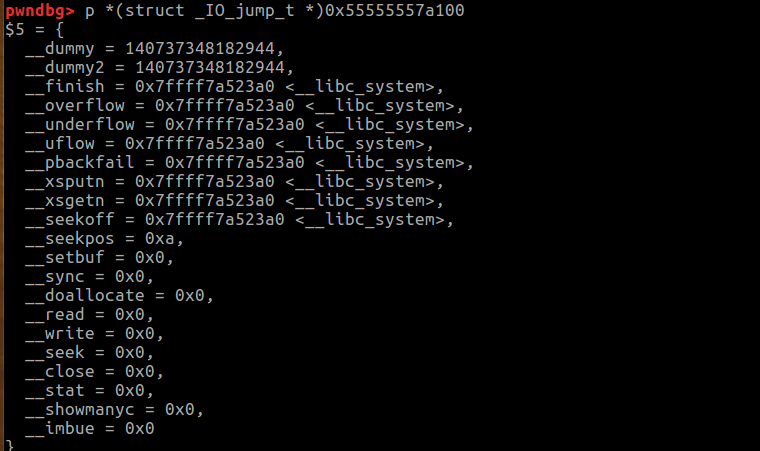 pwndbg> p *(struct _IO_jump_t *)0x55555557a100
$5 = {
  __dummy = 140737348182944,
  __dummy2 = 140737348182944,
  __finish = 0x7ffff7a523a0 <__libc_system>,
  __overflow = 0x7ffff7a523a0 <__libc_system>,
  __underflow = 0x7ffff7a523a0 <__libc_system>,
  __uflow = 0x7ffff7a523a0 <__libc_system>,
  __pbackfail = 0x7ffff7a523a0 <__libc_system>,
  __xsputn = 0x7ffff7a523a0 <__libc_system>,
  __xsgetn = 0x7ffff7a523a0 <__libc_system>,
  __seekoff = 0x7ffff7a523a0 <__libc_system>,
  __seekpos = 0xa,
  __setbuf = 0x0,
  __sync = 0x0,
  __doallocate = 0x0,
  __read = 0x0,
  __write = 0x0,
  __seek = 0x0,
  __close = 0x0,
  __stat = 0x0,
  __showmanyc = 0x0,
  __imbue = 0x0
}